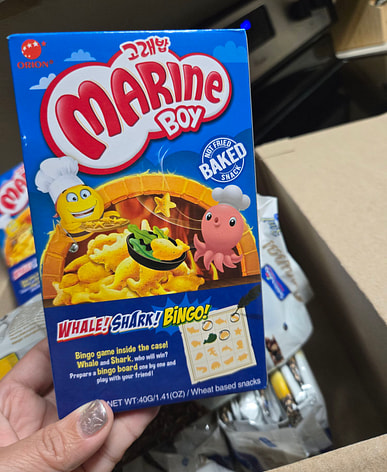 ORION
고래밥
MARINE
BOY
NOT FRIED
BAKED
SNACK
WHALE! SHARK! BINGO!
Bingo game inside the case!
Whale and Shark, who will win?
Prepare a bingo board one by one and
play with your friend!
NET WT:40G/1.41(OZ) / Wheat based snacks
MA